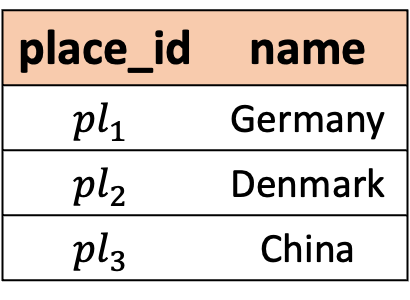 place_id name
pl₁ Germany
pl₂ Denmark
pl₃ China